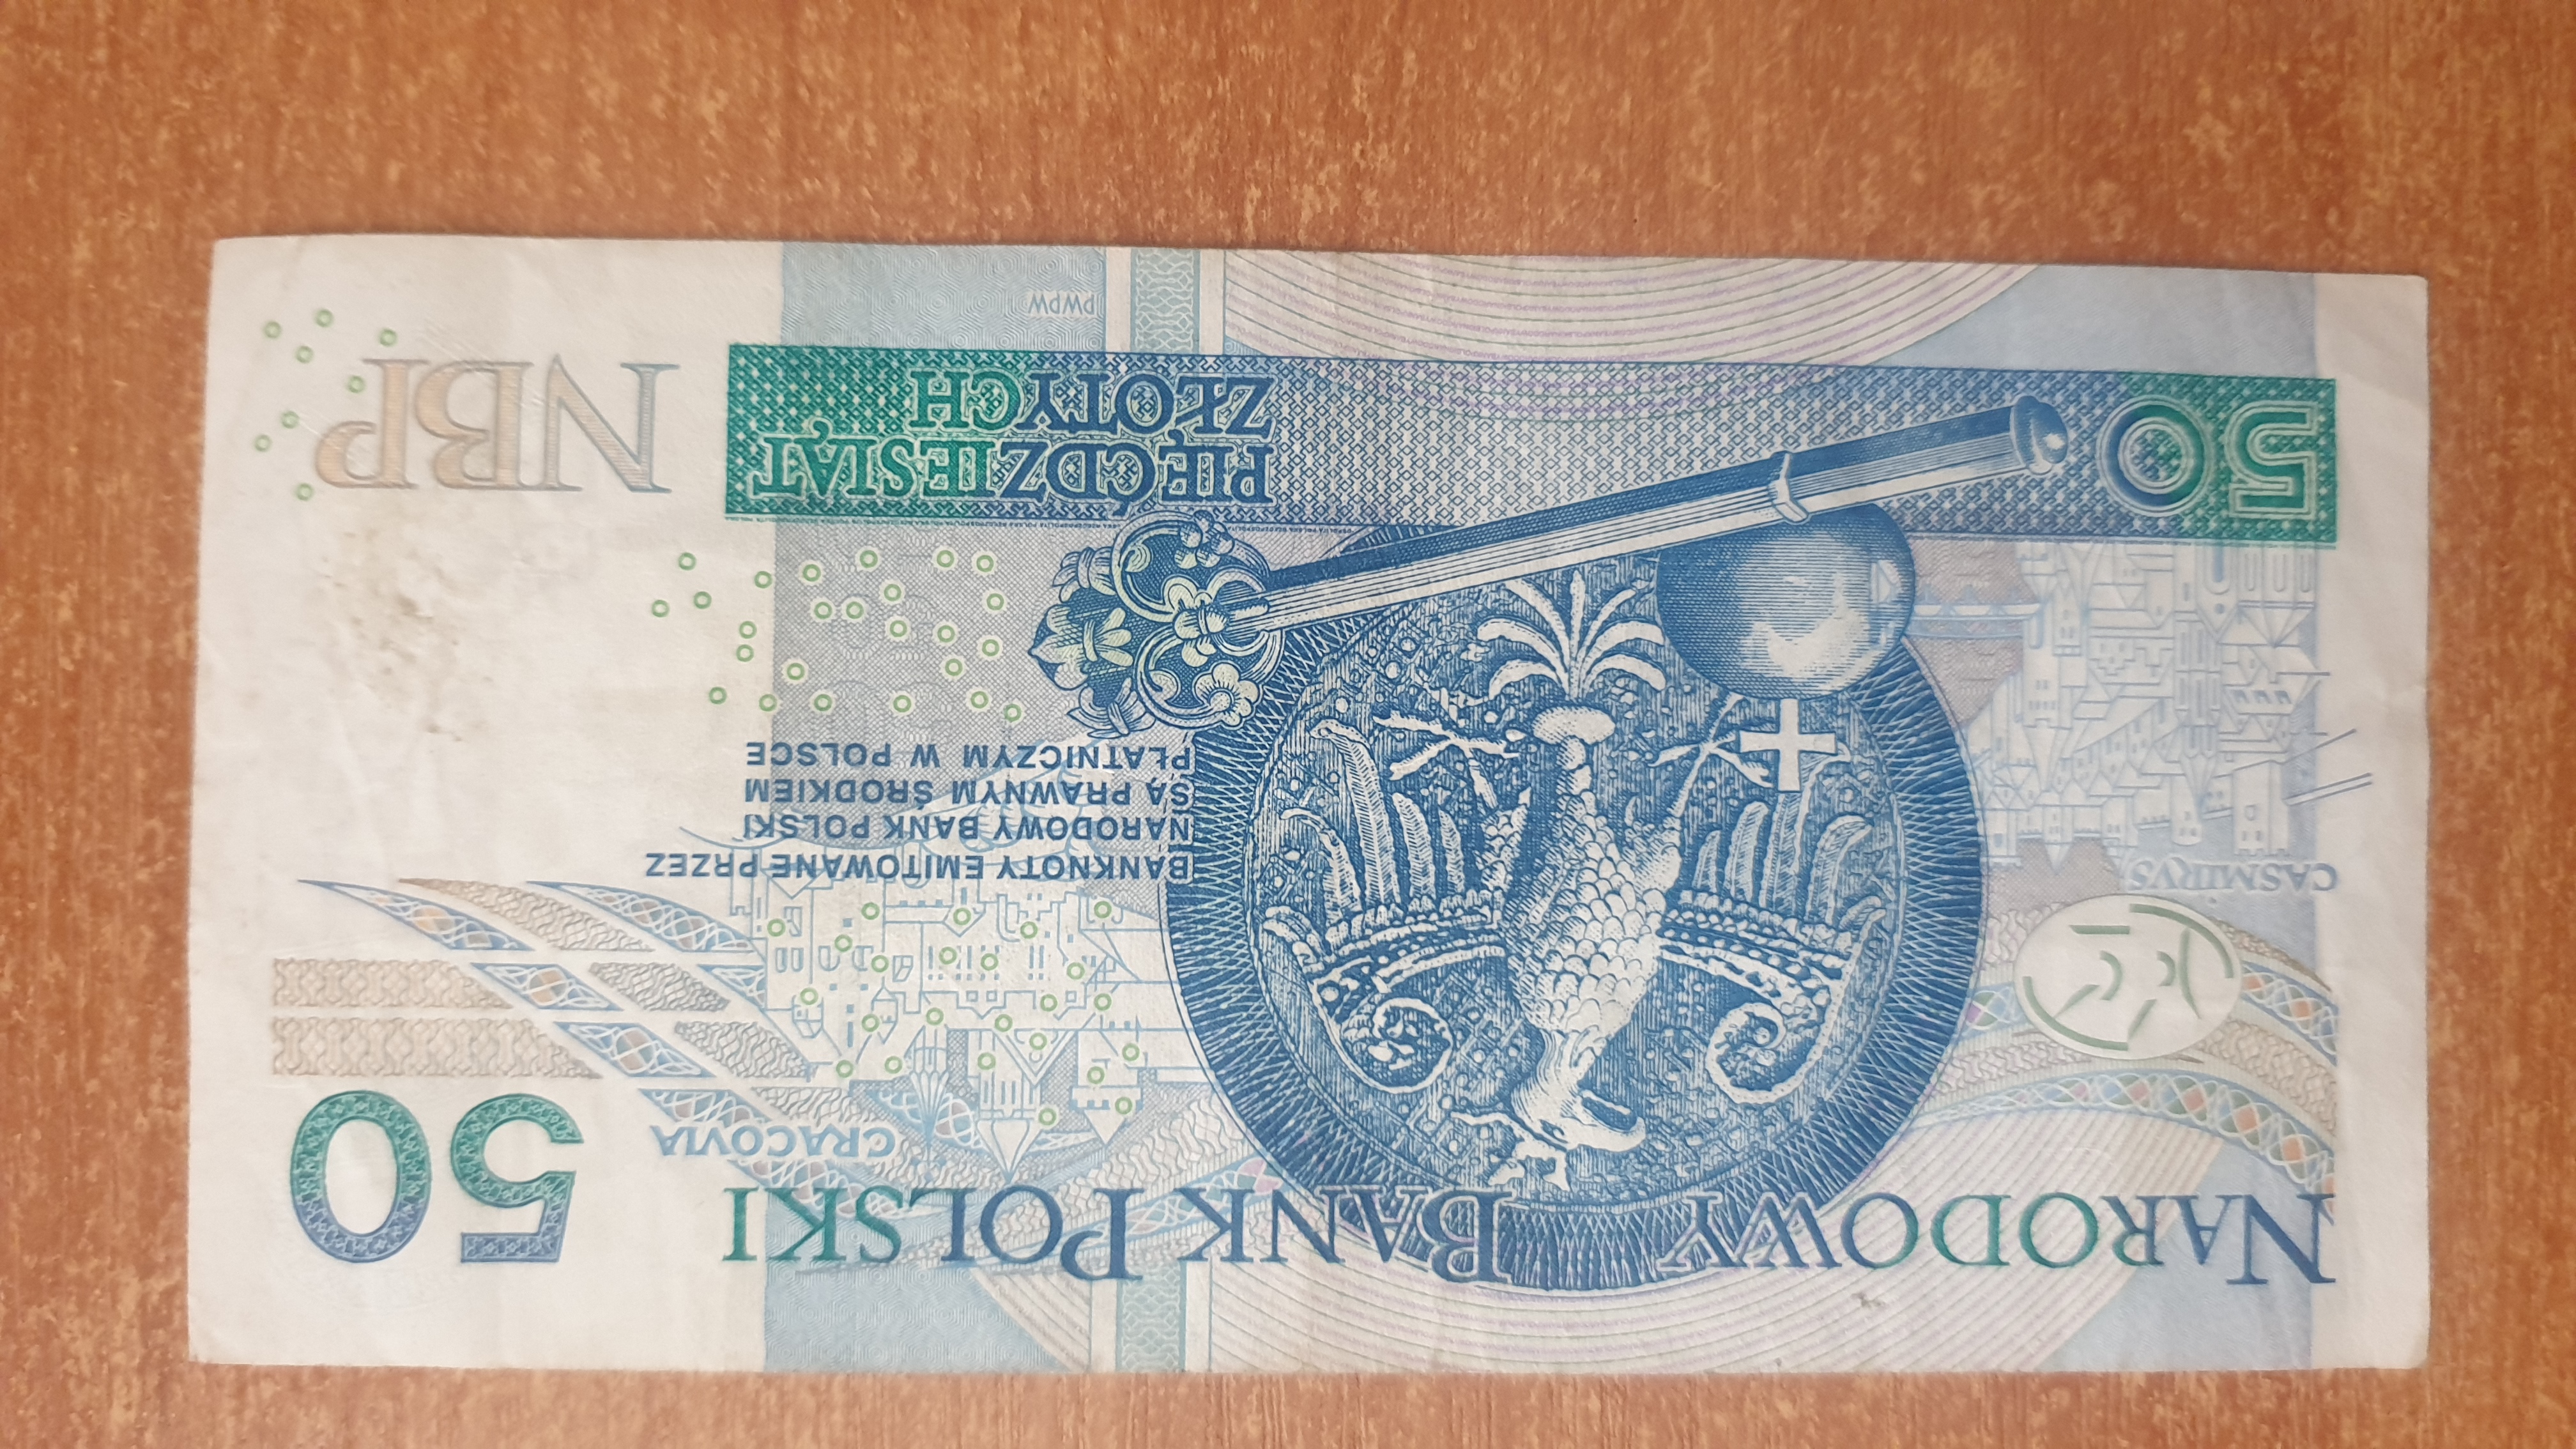 NARODOWY BANK POLSKI 50
CRACOVIA
BANKNOTY EMITOWANE PRZEZ
NARODOWY BANK POLSKI
SĄ PRAWNYM ŚRODKIEM
PŁATNICZYM W POLSCE
CASMIRVS
50
PIĘĆDZIESIĄT
ZŁOTYCH
NBP
PWPW